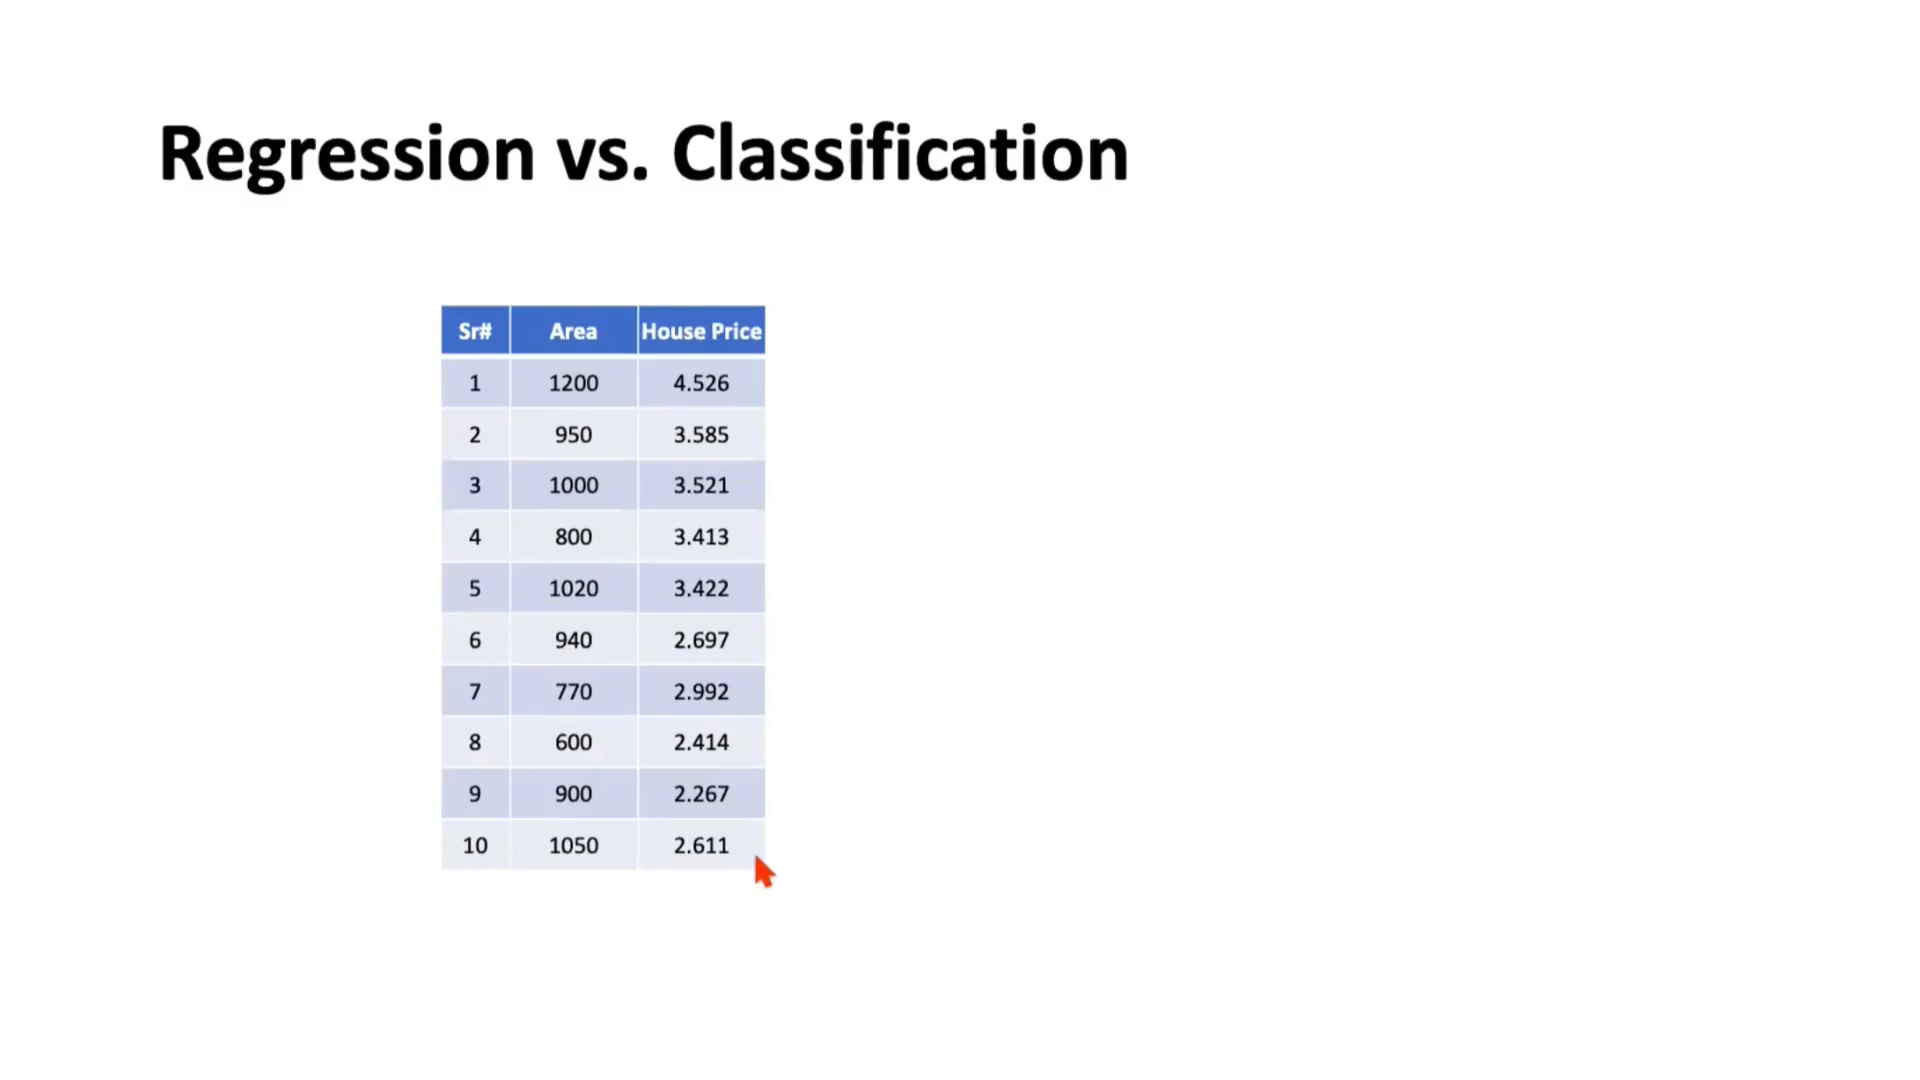 Regression vs. Classification
Sr# Area House Price
1 1200 4.526
2 950 3.585
3 1000 3.521
4 800 3.413
5 1020 3.422
6 940 2.697
7 770 2.992
8 600 2.414
9 900 2.267
10 1050 2.611